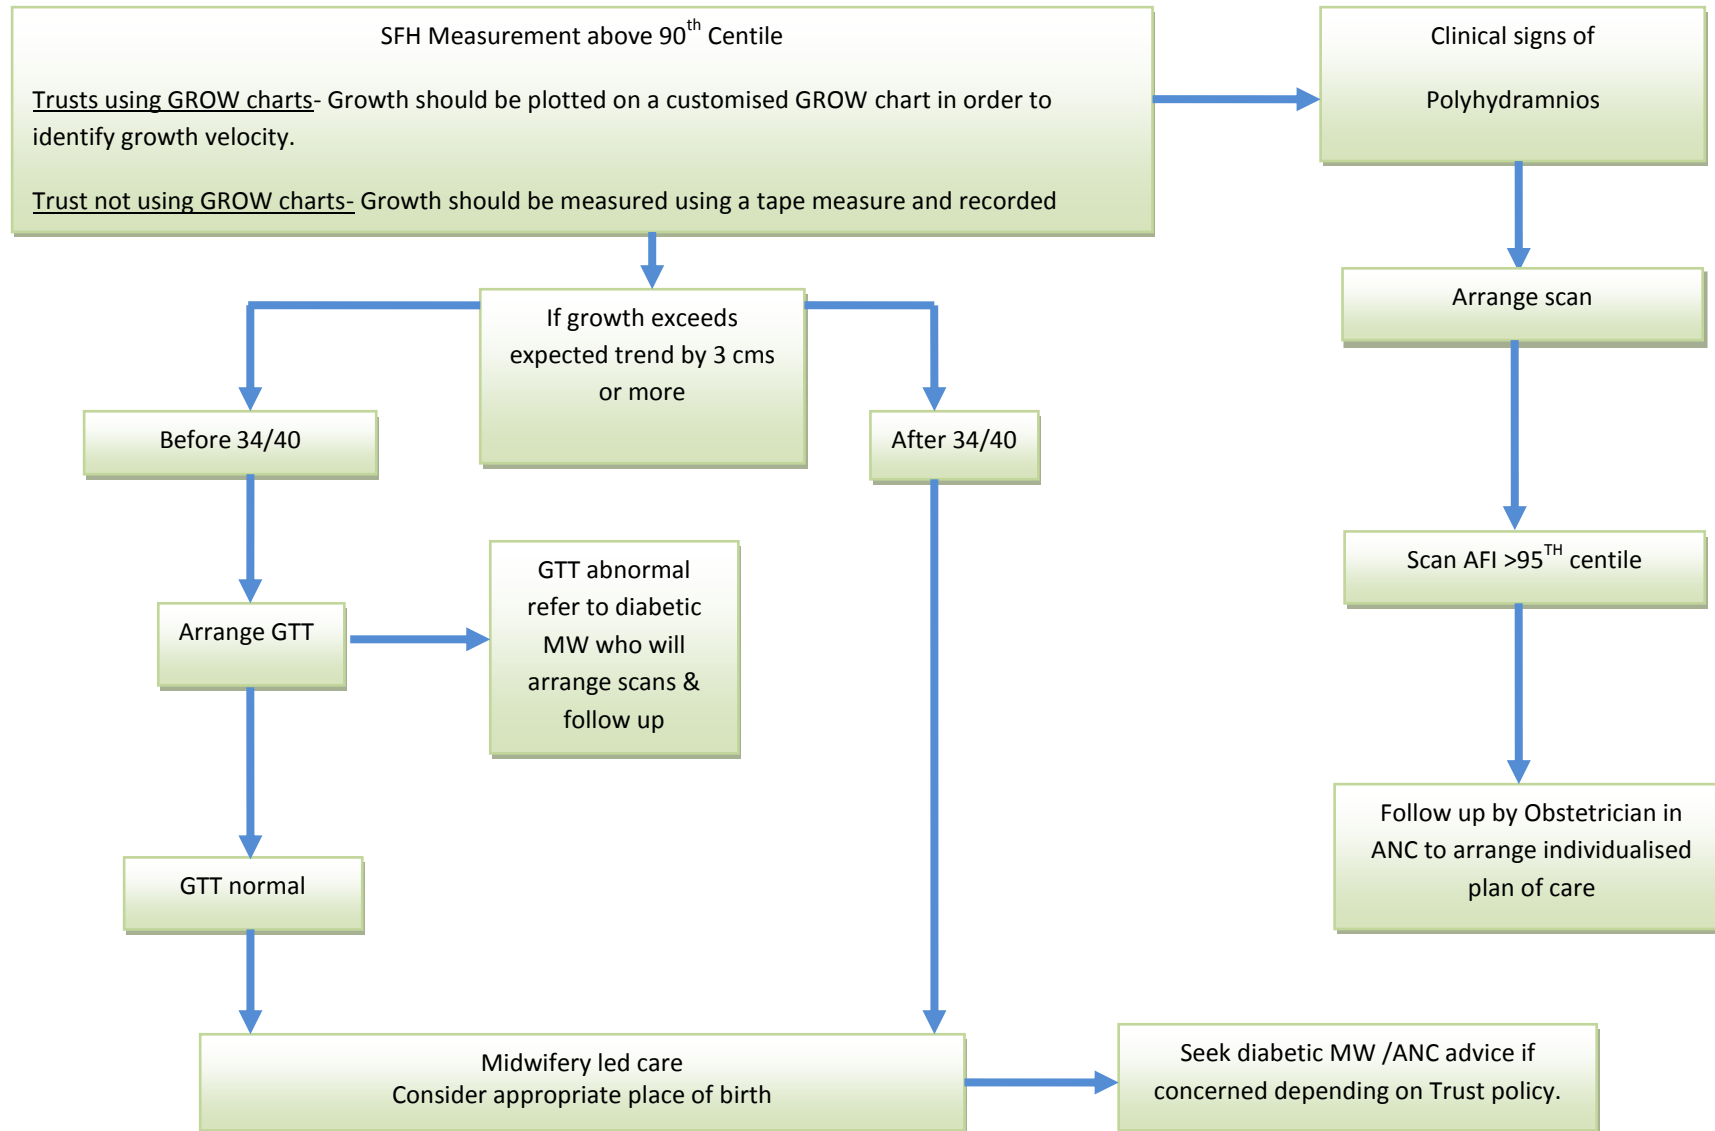 SFH Measurement above 90th Centile
Trusts using GROW charts- Growth should be plotted on a customised GROW chart in order to
identify growth velocity.
Trust not using GROW charts- Growth should be measured using a tape measure and recorded
Clinical signs of
Polyhydramnios
Arrange scan
If growth exceeds
expected trend by 3 cms
or more
Before 34/40
After 34/40
Scan AFI >95TH centile
GTT abnormal
refer to diabetic
MW who will
arrange scans &
follow up
Arrange GTT
Follow up by Obstetrician in
ANC to arrange individualised
plan of care
GTT normal
Midwifery led care
Consider appropriate place of birth
Seek diabetic MW /ANC advice if
concerned depending on Trust policy.